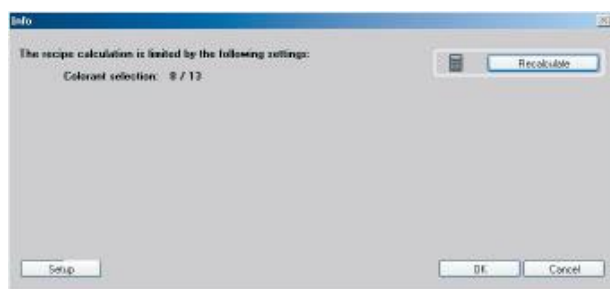 Info
The recipe calculation is limited by the following settings:
Recalculate
Colorant selection: 8 / 13
Setup
OK
Cancel